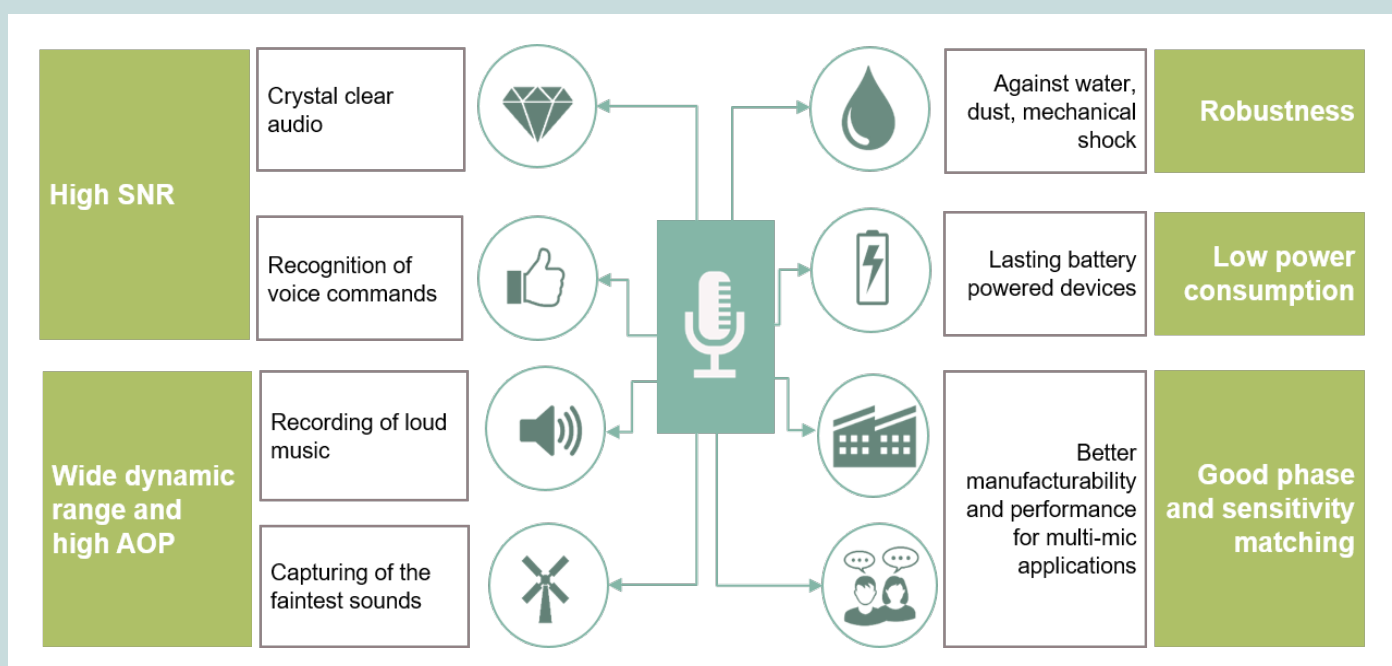 High SNR
Crystal clear
audio
Recognition of
voice commands
Wide dynamic
range and
high AOP
Recording of loud
music
Capturing of the
faintest sounds
Against water,
dust, mechanical
shock
Robustness
Lasting battery
powered devices
Low power
consumption
Better
manufacturability
and performance
for multi-mic
applications
Good phase
and sensitivity
matching